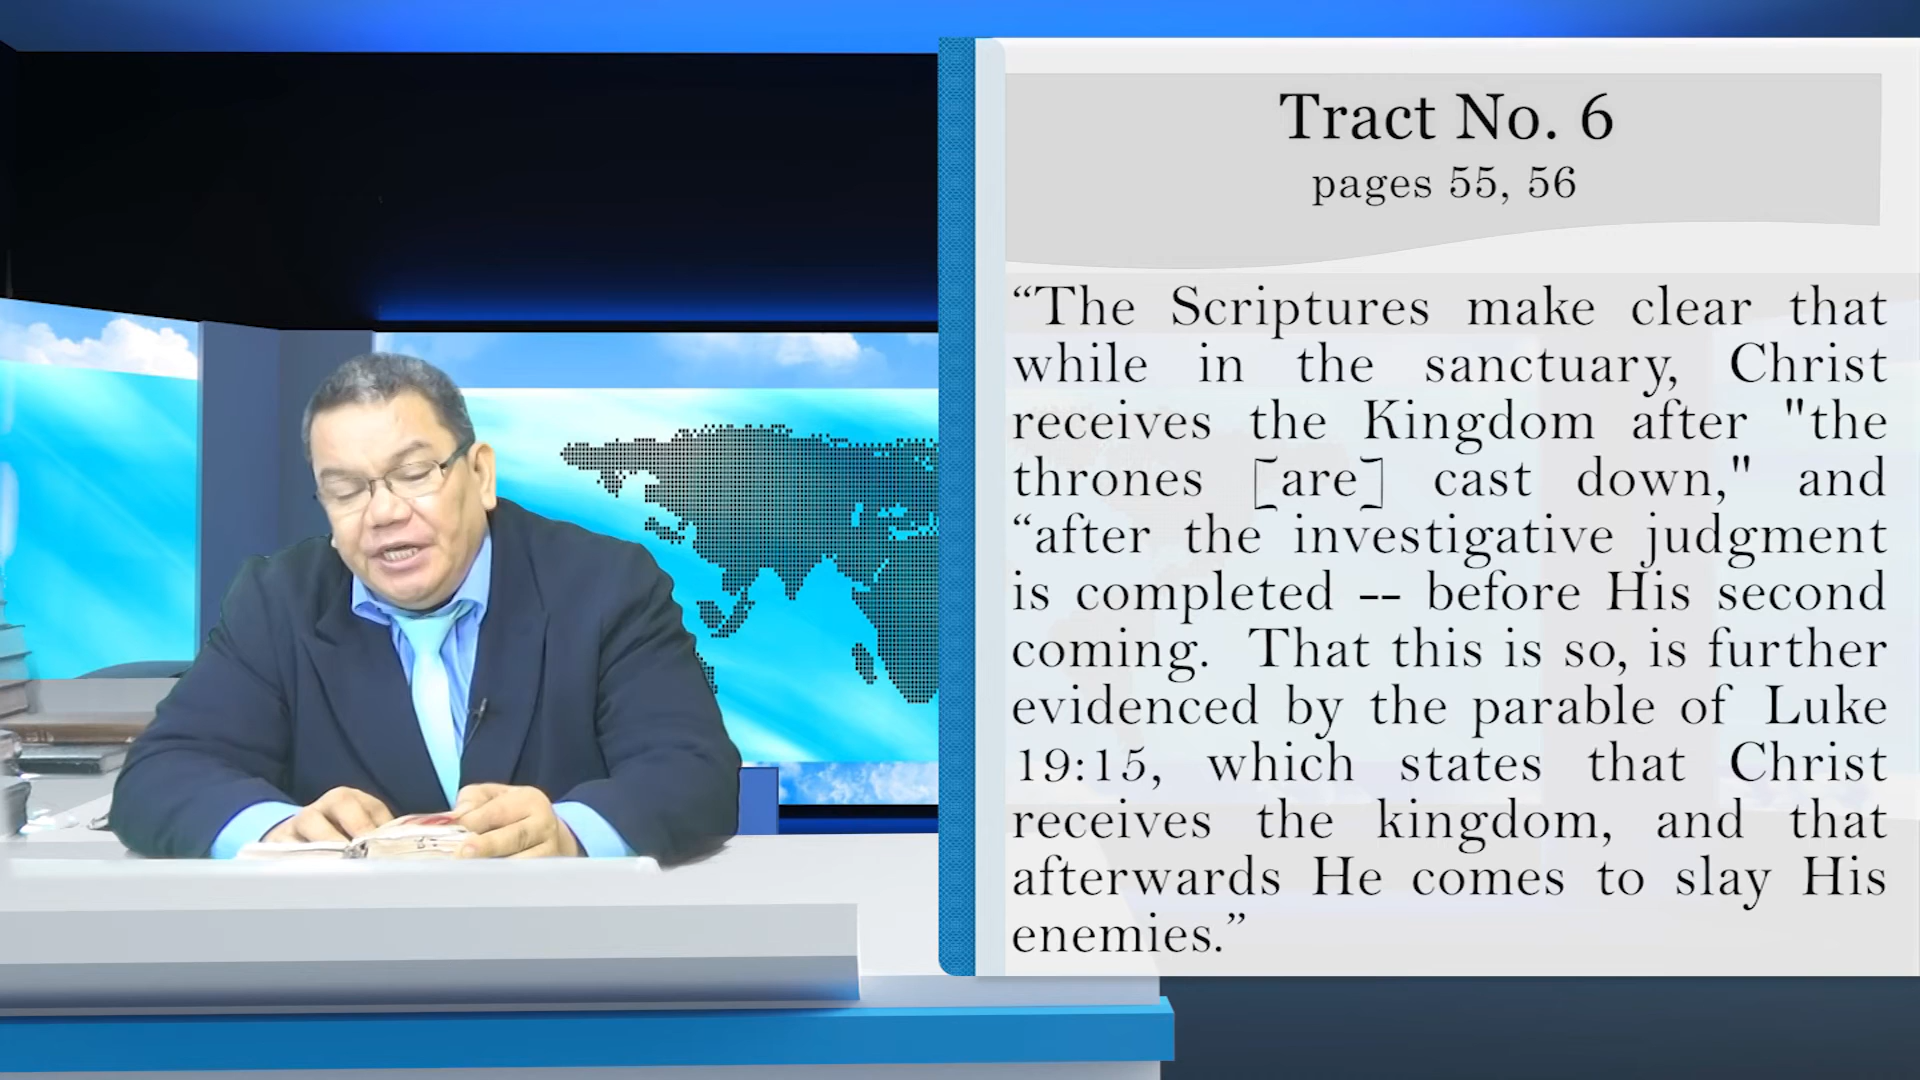 Tract No. 6
pages 55, 56
“The Scriptures make clear that
while in the sanctuary, Christ
receives the Kingdom after "the
thrones [are] cast down," and
“after the investigative judgment
is completed -- before His second
coming. That this is so, is further
evidenced by the parable of Luke
19:15, which states that Christ
receives the kingdom, and that
afterwards He comes to slay His
enemies.”